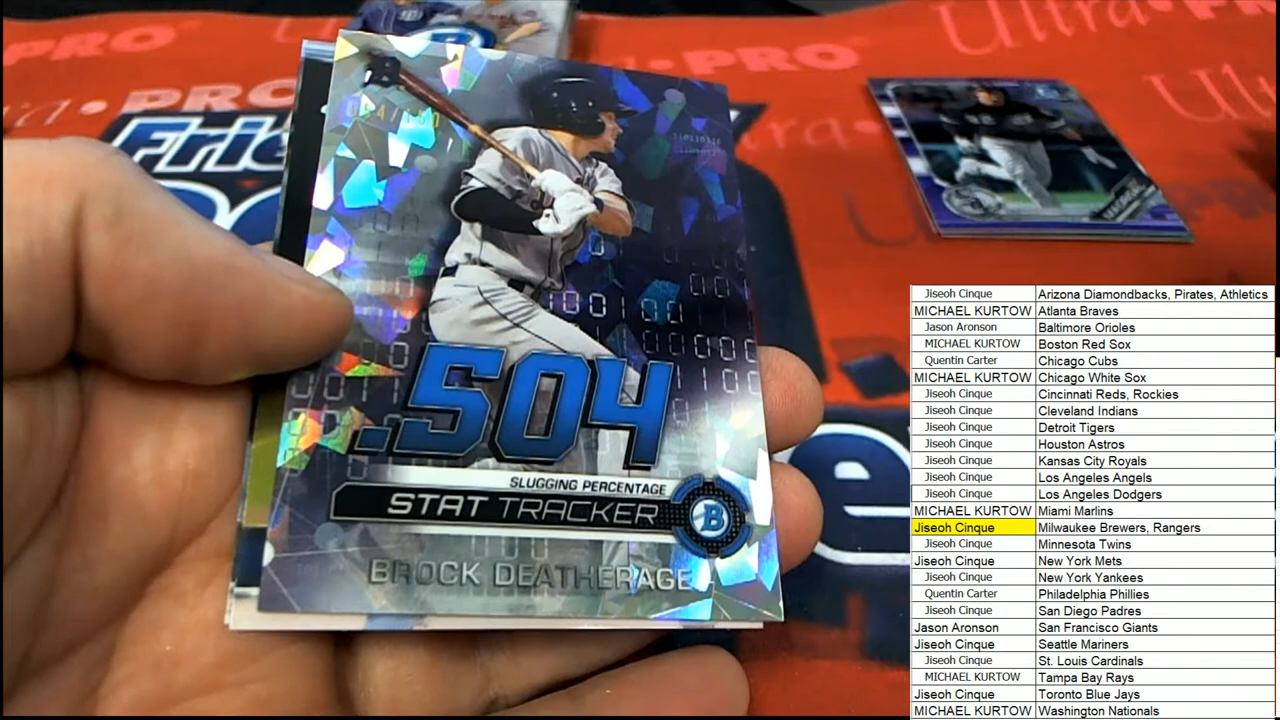 Ultra•PRO
Ultra•PRO
Ultra
Frie
.504
SLUGGING PERCENTAGE
STAT TRACKER
B
BROCK DEATHERAGE
e
Jiseoh Cinque Arizona Diamondbacks, Pirates, Athletics
MICHAEL KURTOW Atlanta Braves
Jason Aronson Baltimore Orioles
MICHAEL KURTOW Boston Red Sox
Quentin Carter Chicago Cubs
MICHAEL KURTOW Chicago White Sox
Jiseoh Cinque Cincinnati Reds, Rockies
Jiseoh Cinque Cleveland Indians
Jiseoh Cinque Detroit Tigers
Jiseoh Cinque Houston Astros
Jiseoh Cinque Kansas City Royals
Jiseoh Cinque Los Angeles Angels
Jiseoh Cinque Los Angeles Dodgers
MICHAEL KURTOW Miami Marlins
Jiseoh Cinque Milwaukee Brewers, Rangers
Jiseoh Cinque Minnesota Twins
Jiseoh Cinque New York Mets
Jiseoh Cinque New York Yankees
Quentin Carter Philadelphia Phillies
Jiseoh Cinque San Diego Padres
Jason Aronson San Francisco Giants
Jiseoh Cinque Seattle Mariners
Jiseoh Cinque St. Louis Cardinals
MICHAEL KURTOW Tampa Bay Rays
Jiseoh Cinque Toronto Blue Jays
MICHAEL KURTOW Washington Nationals